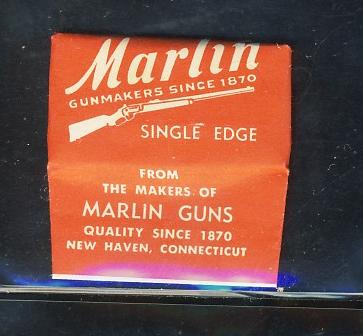 Marlin
GUNMAKERS SINCE 1870
SINGLE EDGE
FROM
THE MAKERS OF
MARLIN GUNS
QUALITY SINCE 1870
NEW HAVEN, CONNECTICUT